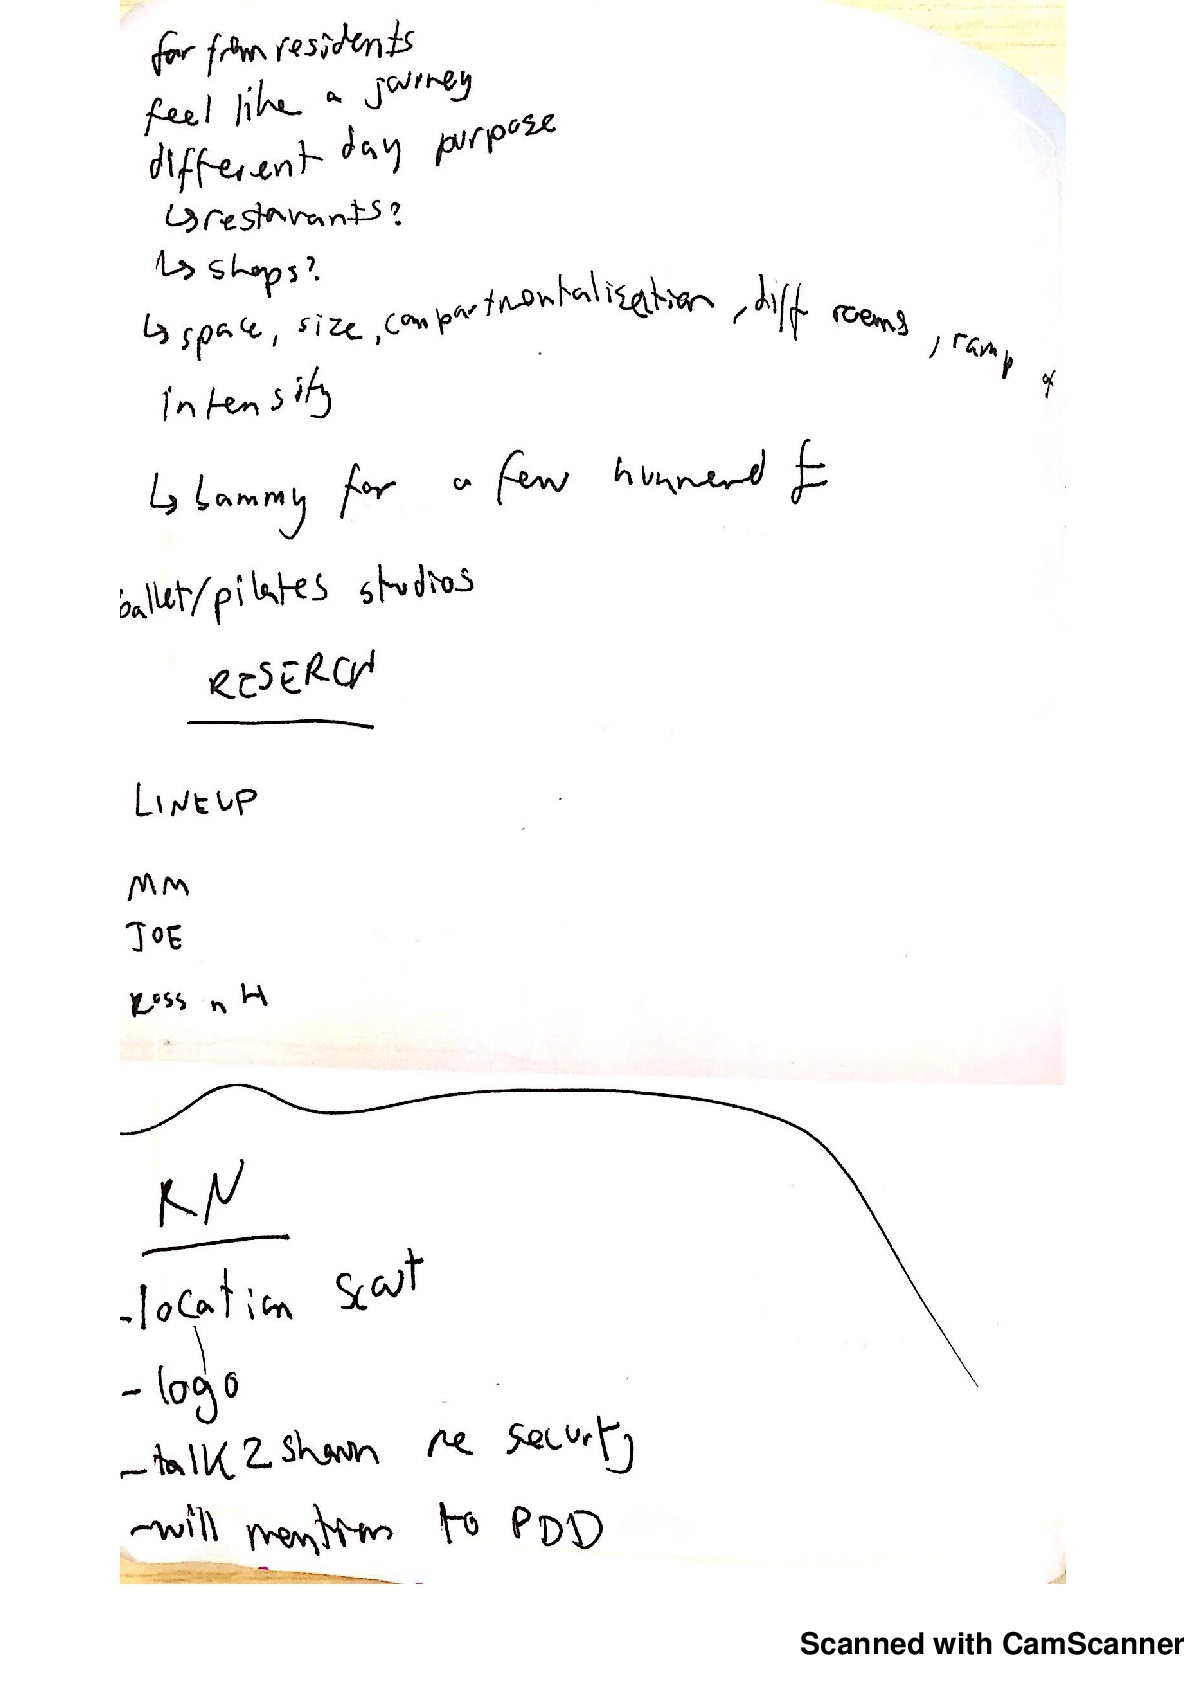 far from residents
feel like a journey
different day purpose
↳ restaurants?
↳ shops?
↳ space, size, compartmentalization, diff rooms, ramp of
intensity
↳ bammy for a few hunnerd £
ballet/pilates studios
RESERCH
LINEUP
MM
JOE
Ross n H
RN
-location scout
- logo
- talk 2 shawn re security
- will mention to PDD
Scanned with CamScanner